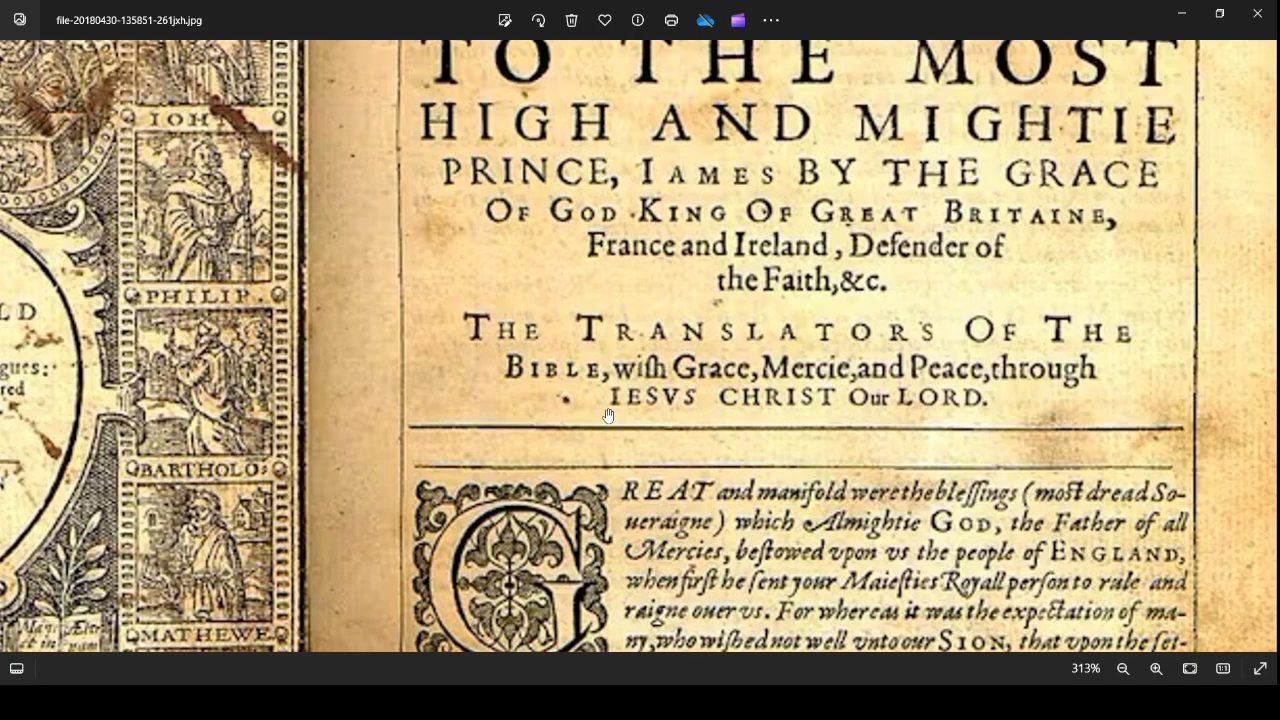 file-20180430-135851-261jxh.jpg
TO THE MOST
HIGH AND MIGHTIE
PRINCE, IAMES BY THE GRACE
OF GOD KING OF GREAT BRITAINE,
France and Ireland, Defender of
the Faith, &c.
THE TRANSLATORS OF THE
BIBLE, wiſh Grace, Mercie, and Peace, through
IESVS CHRIST Our LORD.
GREAT and manifold were the bleſſings (moſt dread So-
ueraigne) which Almightie GOD, the Father of all
Mercies, beſtowed vpon vs the people of ENGLAND,
when firſt he ſent your Maieſties Royall perſon to rule and
raigne ouer vs. For whereas it was the expectation of ma-
ny, who wiſhed not well vnto our SION, that vpon the ſet-
IOH
PHILIP.
BARTHOLO:
MATHEWE
LD
gues:
red
313%